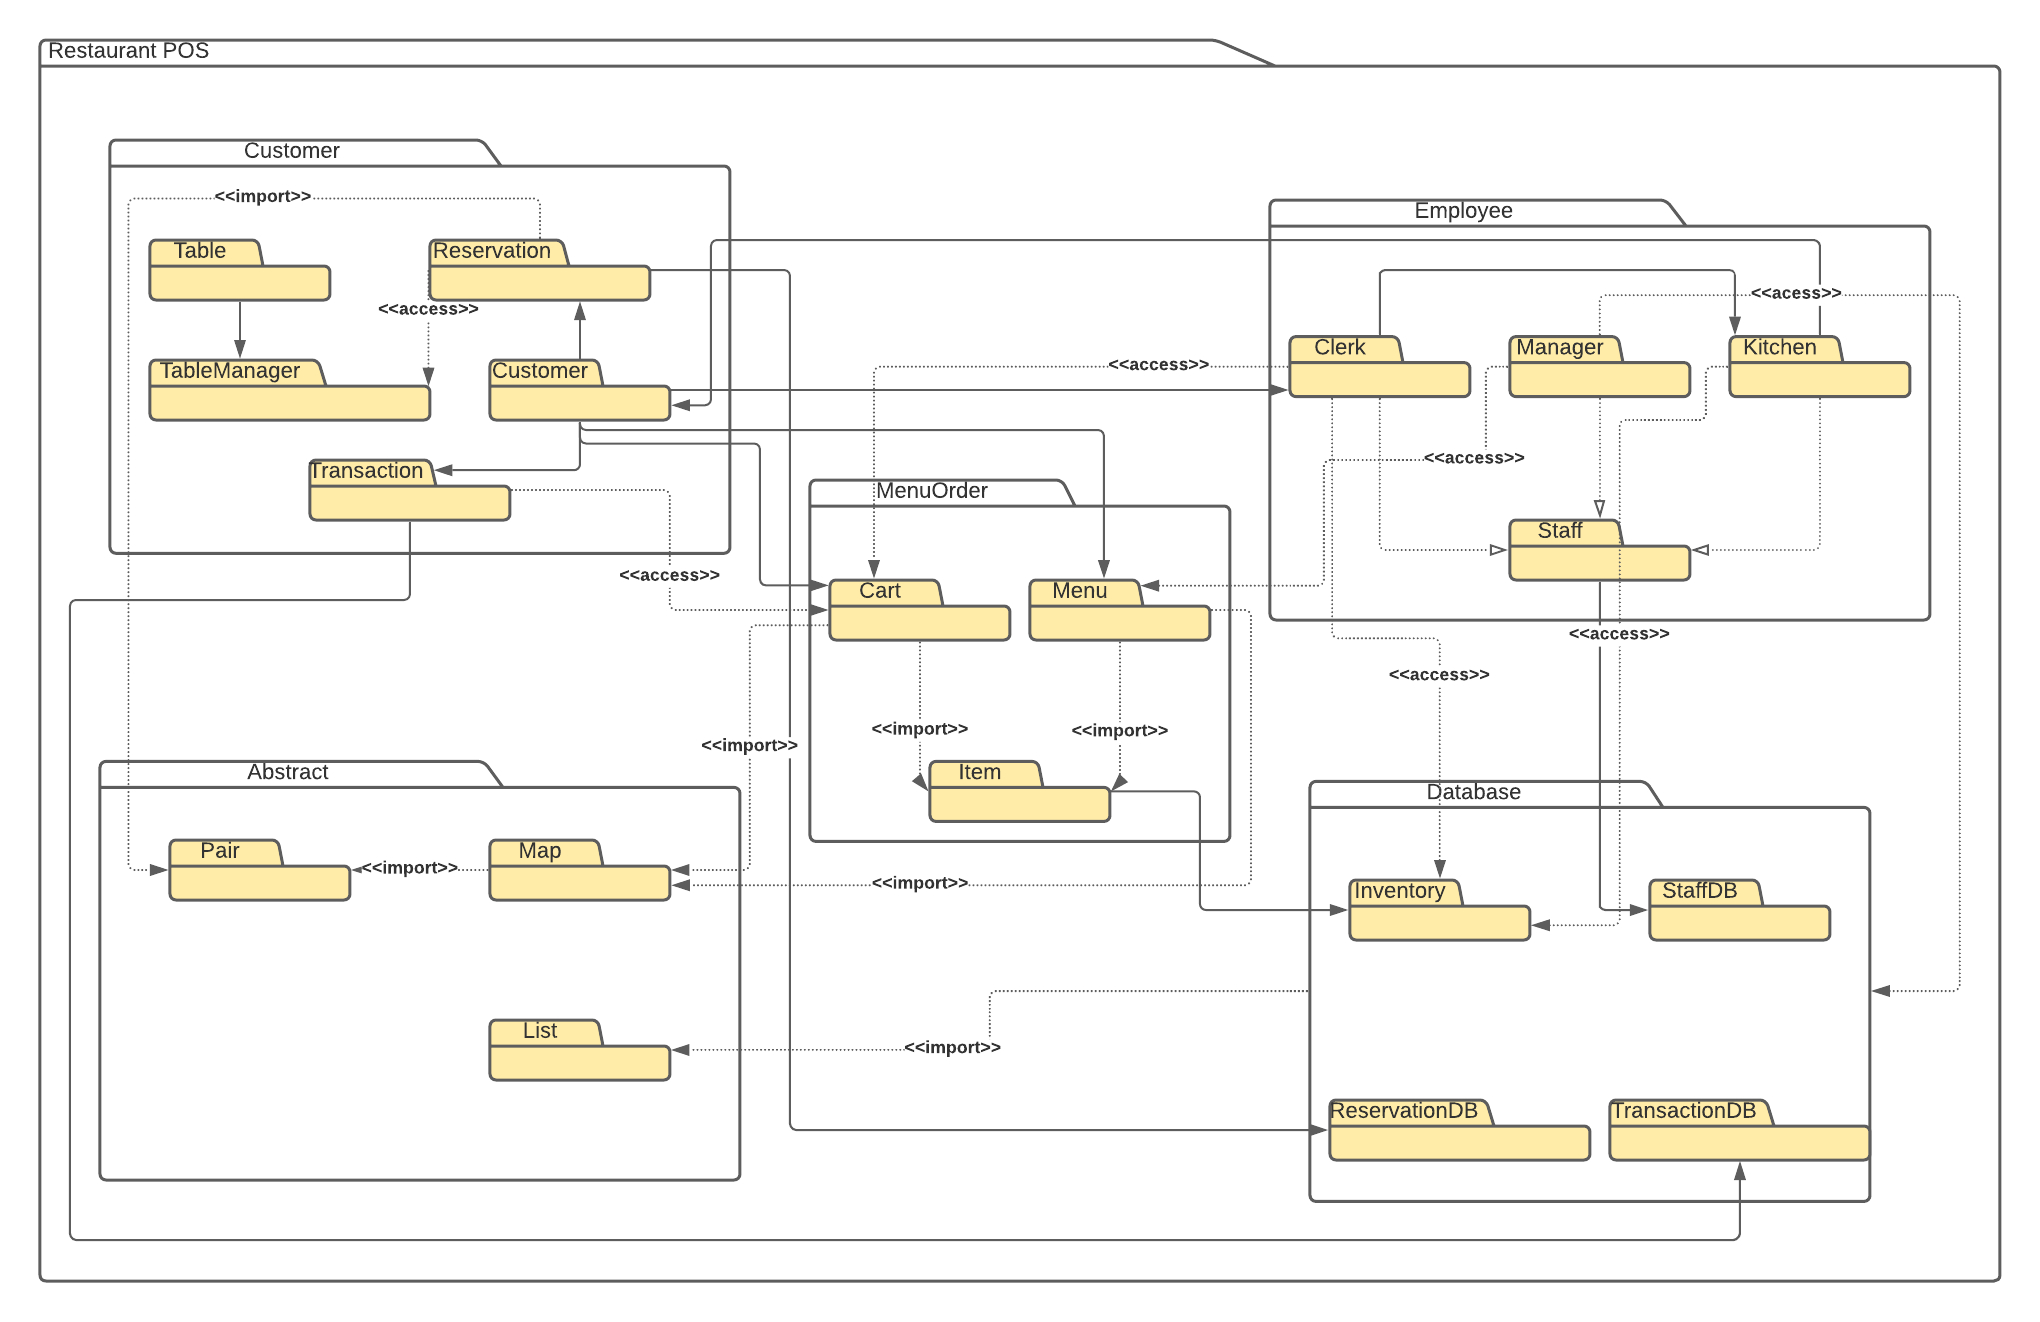 Restaurant POS
Customer
<<import>>
Employee
Table
Reservation
<<acess>>
<<access>>
Clerk
Manager
Kitchen
<<access>>
TableManager
Customer
<<access>>
Transaction
MenuOrder
Staff
<<access>>
Cart
Menu
<<access>>
<<access>>
<<import>>
<<import>>
<<import>>
Abstract
Item
Database
Pair
Map
<<import>>
<<import>>
Inventory
StaffDB
List
<<import>>
ReservationDB
TransactionDB